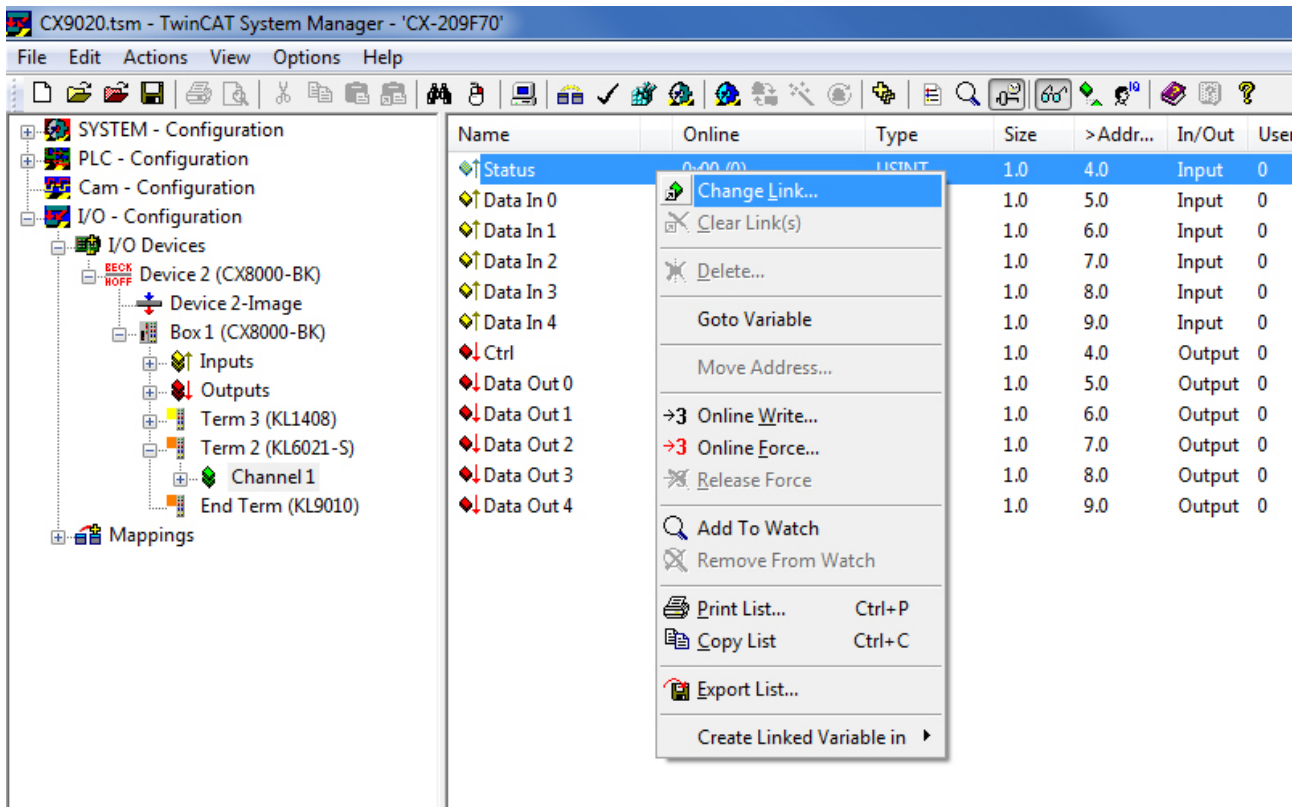 CX9020.tsm - TwinCAT System Manager - 'CX-209F70'
File Edit Actions View Options Help
SYSTEM - Configuration
PLC - Configuration
Cam - Configuration
I/O - Configuration
I/O Devices
BECK
HOFF
Device 2 (CX8000-BK)
Device 2-Image
Box 1 (CX8000-BK)
Inputs
Outputs
Term 3 (KL1408)
Term 2 (KL6021-S)
Channel 1
End Term (KL9010)
Mappings
Name Online Type Size >Addr... In/Out User
Status 0x00 (0) USINT 1.0 4.0 Input 0
Data In 0 1.0 5.0 Input 0
Data In 1 1.0 6.0 Input 0
Data In 2 1.0 7.0 Input 0
Data In 3 1.0 8.0 Input 0
Data In 4 1.0 9.0 Input 0
Ctrl 1.0 4.0 Output 0
Data Out 0 1.0 5.0 Output 0
Data Out 1 1.0 6.0 Output 0
Data Out 2 1.0 7.0 Output 0
Data Out 3 1.0 8.0 Output 0
Data Out 4 1.0 9.0 Output 0
Change Link...
Clear Link(s)
Delete...
Goto Variable
Move Address...
→3 Online Write...
→3 Online Force...
Release Force
Add To Watch
Remove From Watch
Print List... Ctrl+P
Copy List Ctrl+C
Export List...
Create Linked Variable in